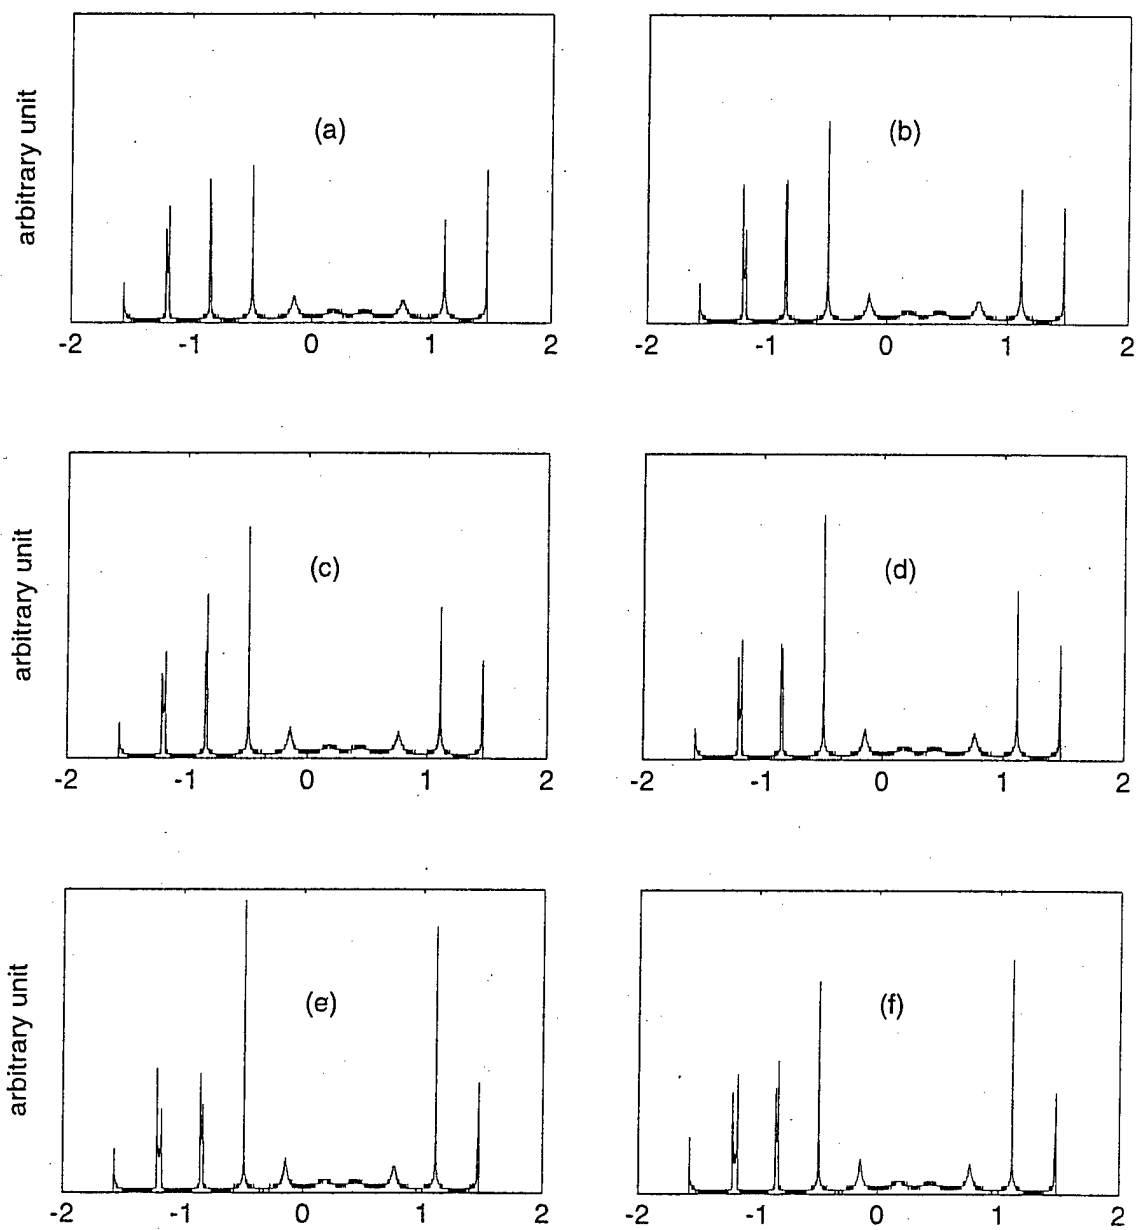 arbitrary unit
(a)
-2 -1 0 1 2
(b)
-2 -1 0 1 2
arbitrary unit
(c)
-2 -1 0 1 2
(d)
-2 -1 0 1 2
arbitrary unit
(e)
-2 -1 0 1 2
(f)
-2 -1 0 1 2